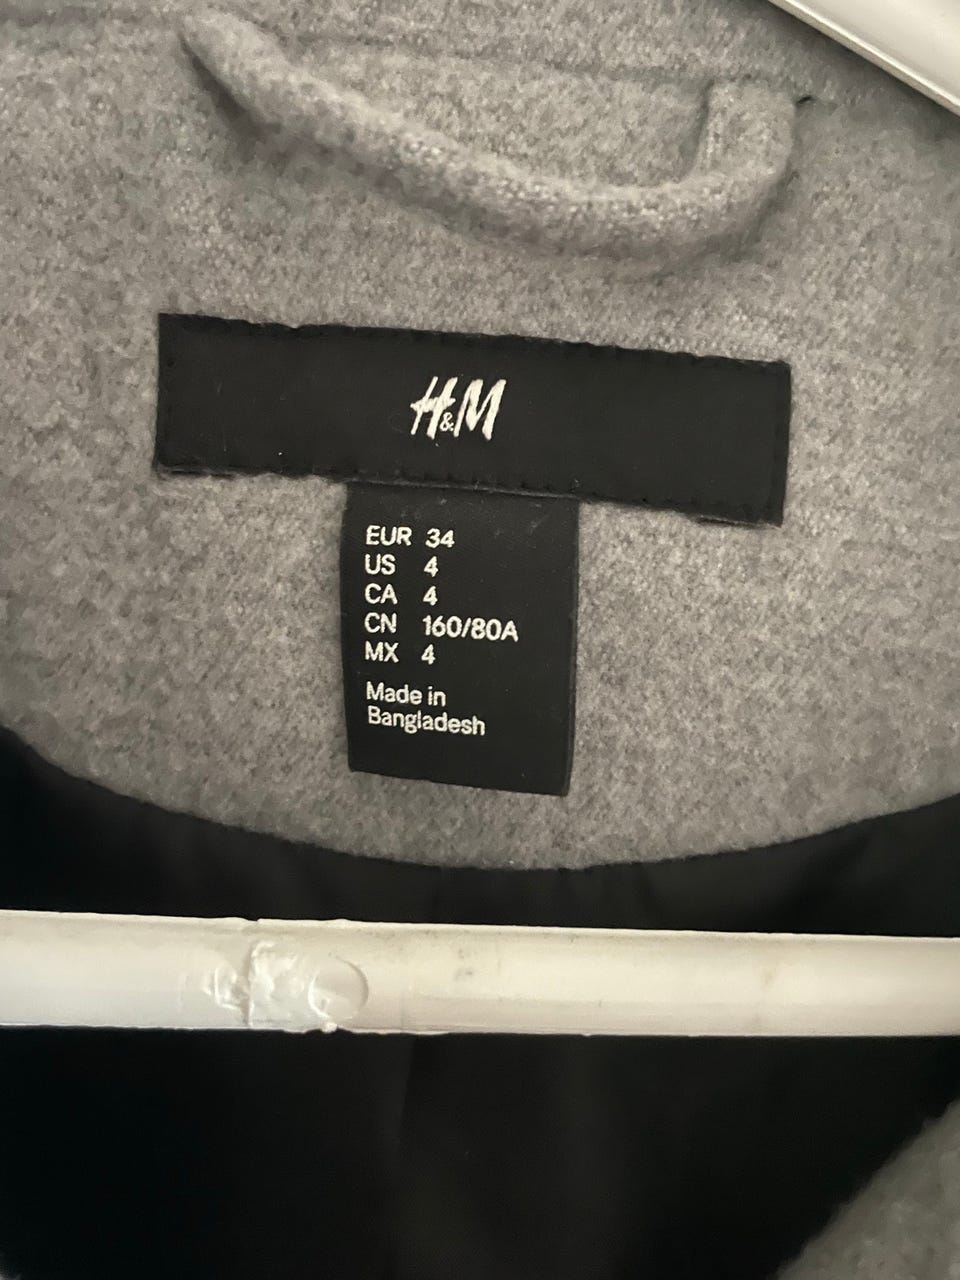 H&M
EUR 34
US 4
CA 4
CN 160/80A
MX 4
Made in
Bangladesh